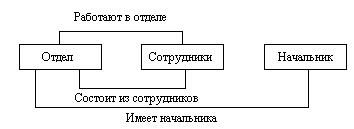 Работают в отделе
Отдел
Сотрудники
Начальник
Состоит из сотрудников
Имеет начальника